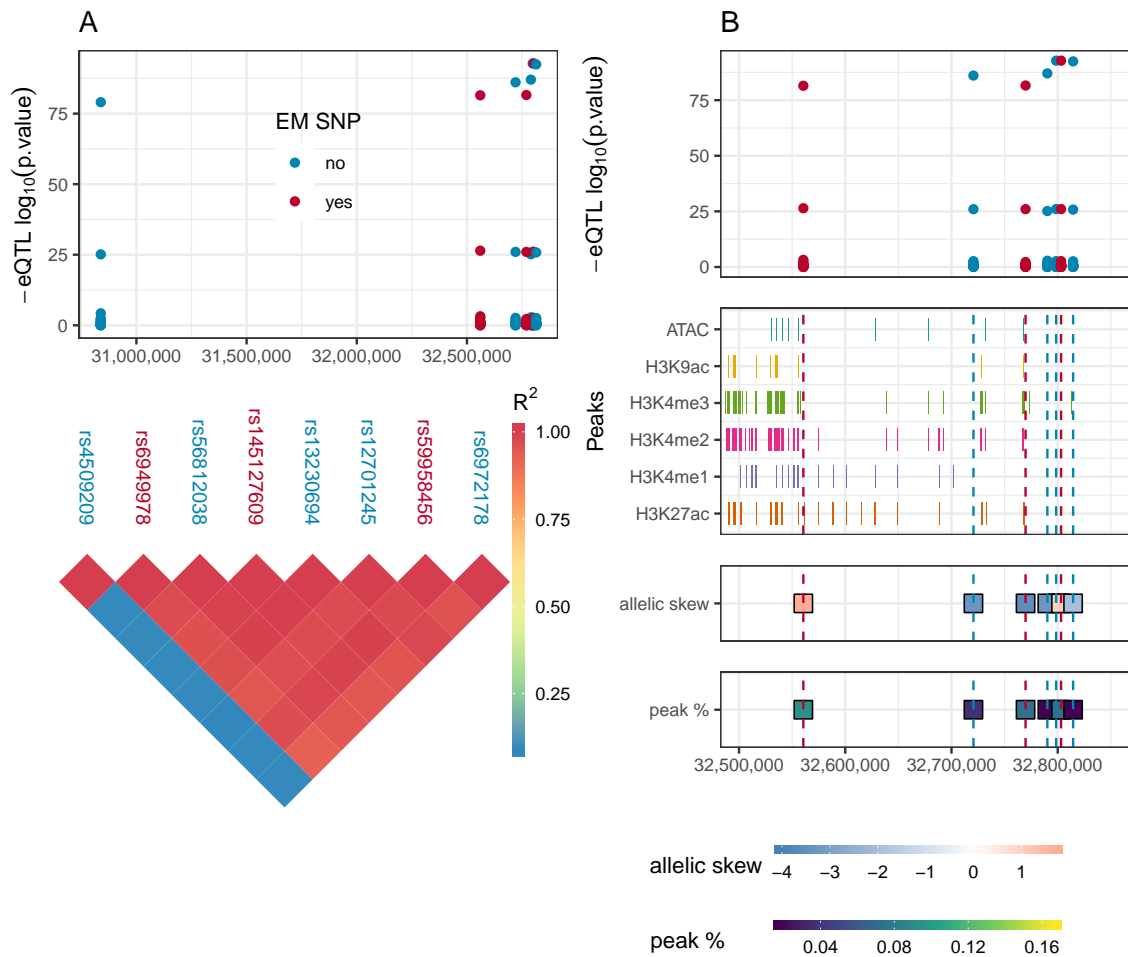 A
−eQTL log10(p.value)
75
50
25
0
EM SNP
no
yes
31,000,000
31,500,000
32,000,000
32,500,000
rs4509209
rs6949978
rs56812038
rs145127609
rs13230694
rs12701245
rs59958456
rs6972178
R²
1.00
0.75
0.50
0.25
B
−eQTL log10(p.value)
75
50
25
0
Peaks
ATAC
H3K9ac
H3K4me3
H3K4me2
H3K4me1
H3K27ac
allelic skew
peak %
32,500,000
32,600,000
32,700,000
32,800,000
allelic skew
−4 −3 −2 −1 0 1
peak %
0.04 0.08 0.12 0.16